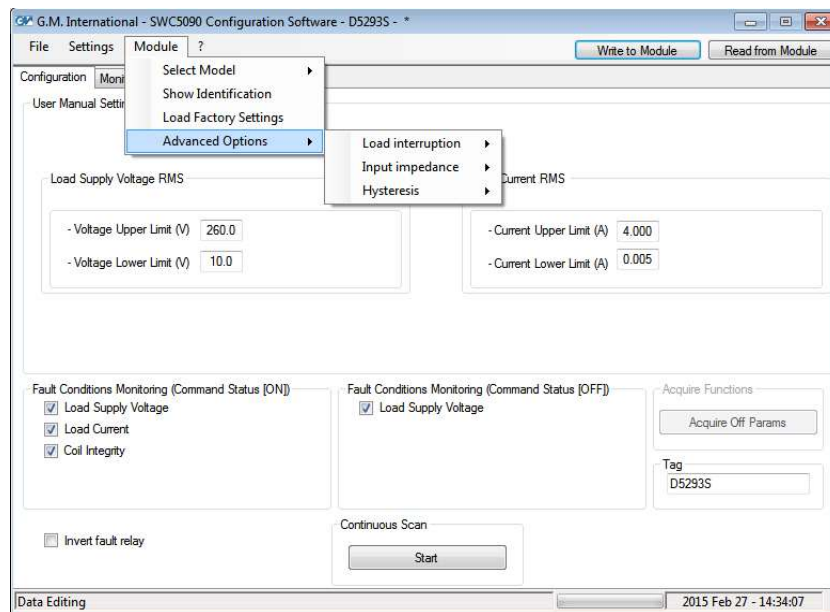 G.M. International - SWC5090 Configuration Software - D5293S - *
File Settings Module ?
Write to Module Read from Module
Configuration
Select Model
Show Identification
Load Factory Settings
Advanced Options
Load interruption
Input impedance
Hysteresis
User Manual
Load Supply Voltage RMS
Current RMS
- Voltage Upper Limit (V) 260.0
- Voltage Lower Limit (V) 10.0
- Current Upper Limit (A) 4.000
- Current Lower Limit (A) 0.005
Fault Conditions Monitoring (Command Status [ON])
Load Supply Voltage
Load Current
Coil Integrity
Fault Conditions Monitoring (Command Status [OFF])
Load Supply Voltage
Acquire Functions
Acquire Off Params
Tag
D5293S
Invert fault relay
Continuous Scan
Start
Data Editing
2015 Feb 27 - 14:34:07